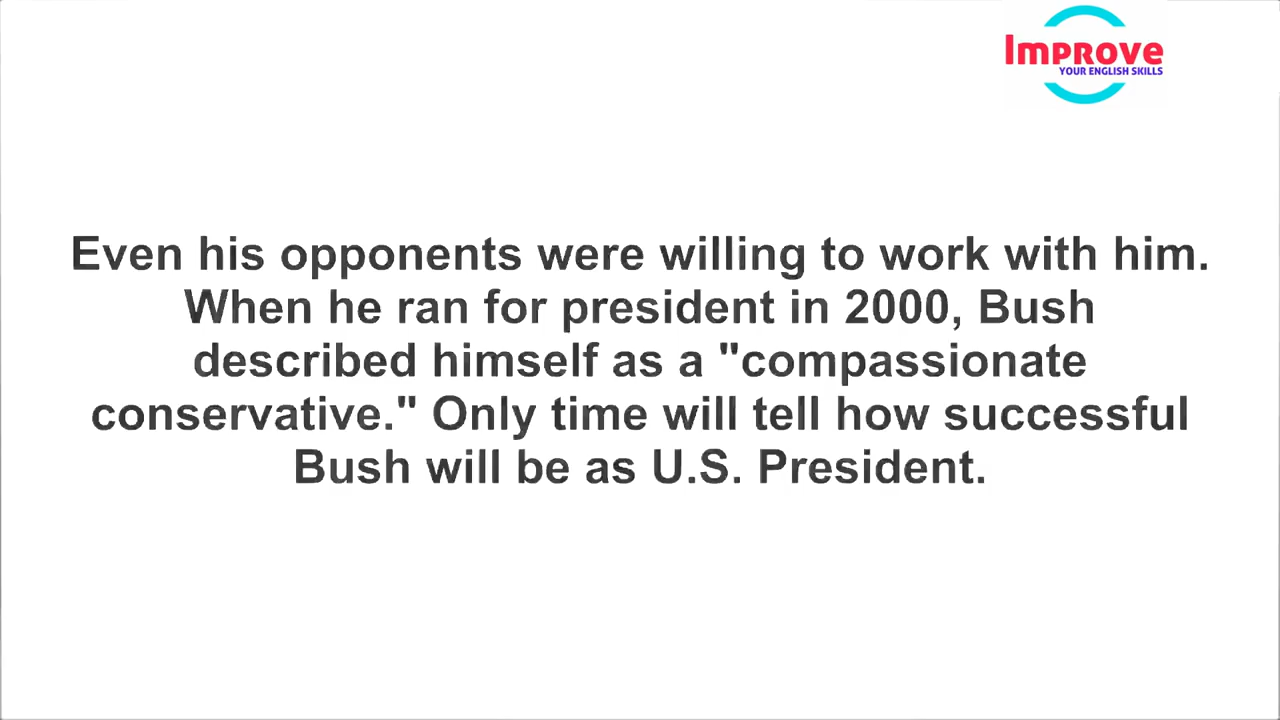 Improve
YOUR ENGLISH SKILLS
Even his opponents were willing to work with him.
When he ran for president in 2000, Bush
described himself as a "compassionate
conservative." Only time will tell how successful
Bush will be as U.S. President.